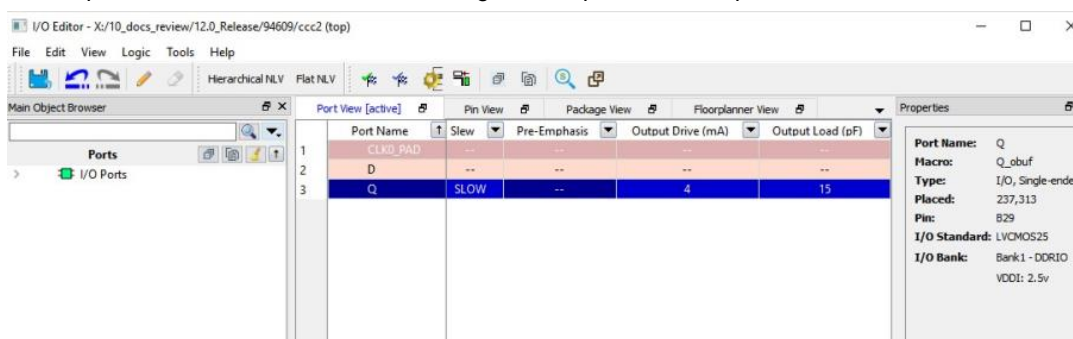 I/O Editor - X:/10_docs_review/12.0_Release/94609/ccc2 (top)
File Edit View Logic Tools Help
Hierarchical NLV Flat NLV
Main Object Browser
Port View [active] Pin View Package View Floorplanner View
Properties
Port Name Slew Pre-Emphasis Output Drive (mA) Output Load (pF)
Ports
I/O Ports
1 CLK0_PAD -- -- -- --
2 D -- -- -- --
3 Q SLOW -- 4 15
Port Name: Q
Macro: Q_obuf
Type: I/O, Single-ende
Placed: 237,313
Pin: B29
I/O Standard: LVCMOS25
I/O Bank: Bank1 - DDRIO
VDDI: 2.5v